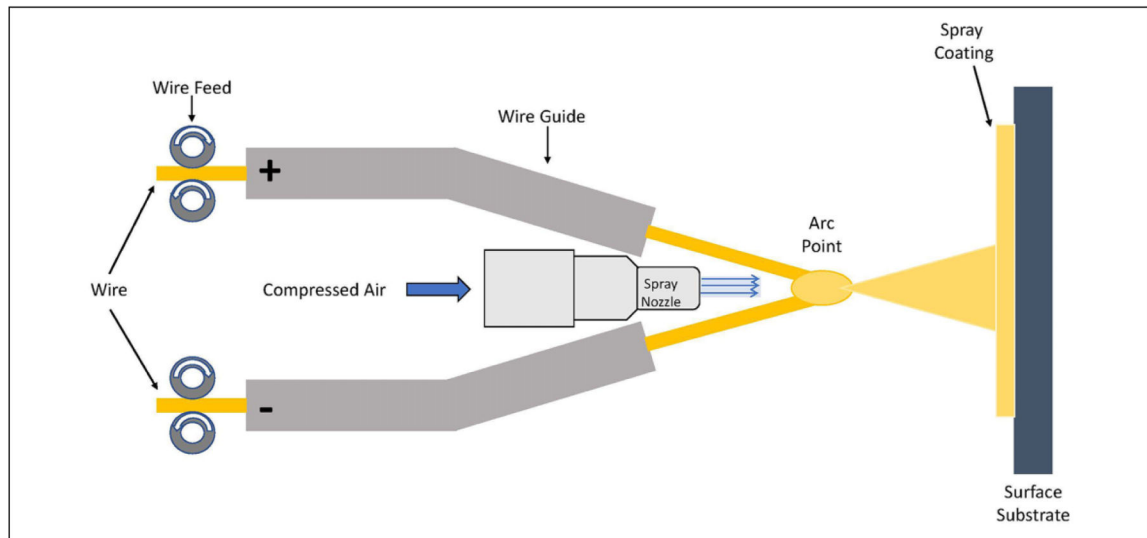 Spray
Coating
Wire Feed
Wire Guide
+
Arc
Point
Wire
Compressed Air
Spray
Nozzle
-
Surface
Substrate